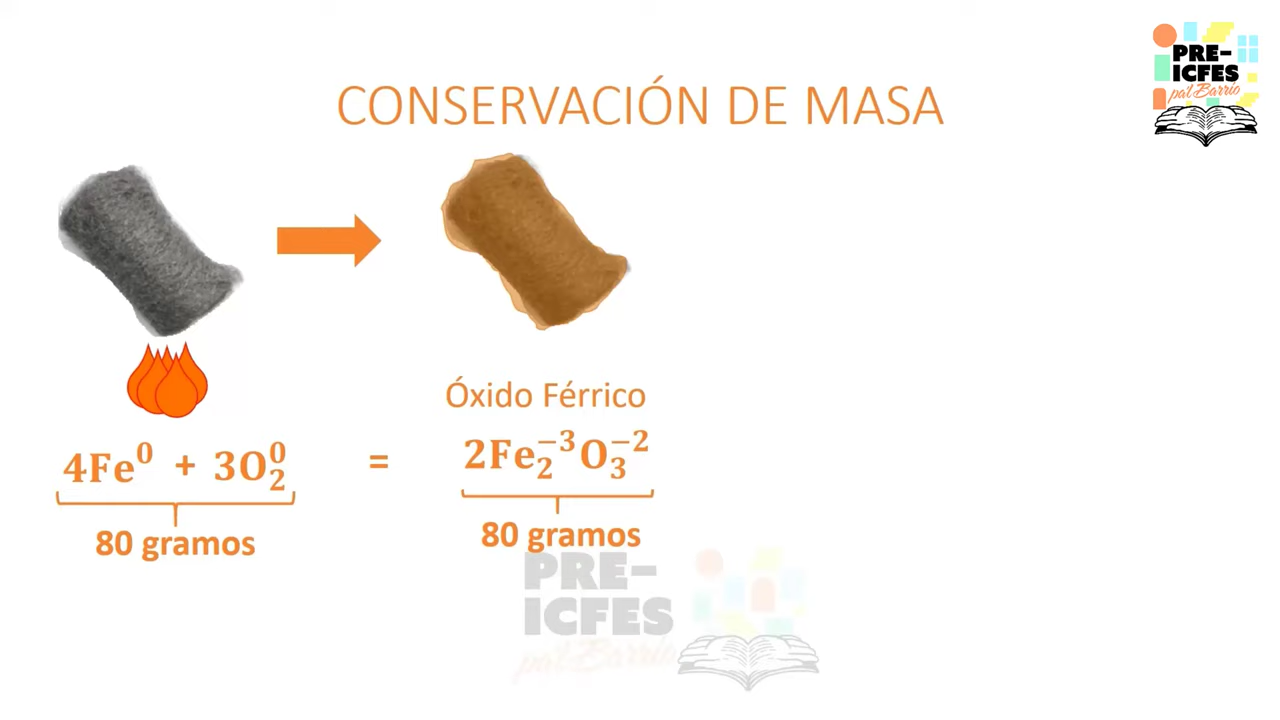 PRE-
ICFES
pa'l Barrio
CONSERVACIÓN DE MASA
Óxido Férrico
4Fe⁰ + 3O₂⁰ = 2Fe₂⁻³O₃⁻²
80 gramos
80 gramos
PRE-
ICFES
pa'l Barrio